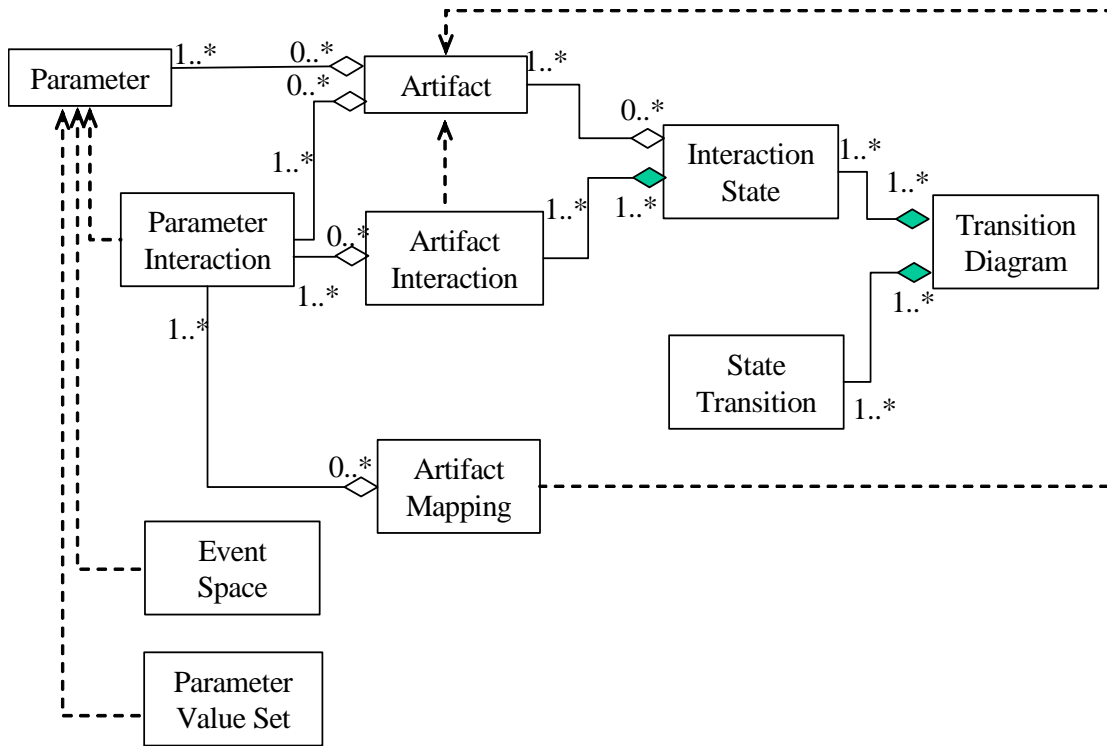 1..*
0..*
Parameter
Artifact
1..*
0..*
0..*
Interaction
State
1..*
1..*
1..*
1..*
1..*
Parameter
Interaction
0..*
Artifact
Interaction
Transition
Diagram
1..*
1..*
1..*
State
Transition
1..*
0..*
Artifact
Mapping
Event
Space
Parameter
Value Set